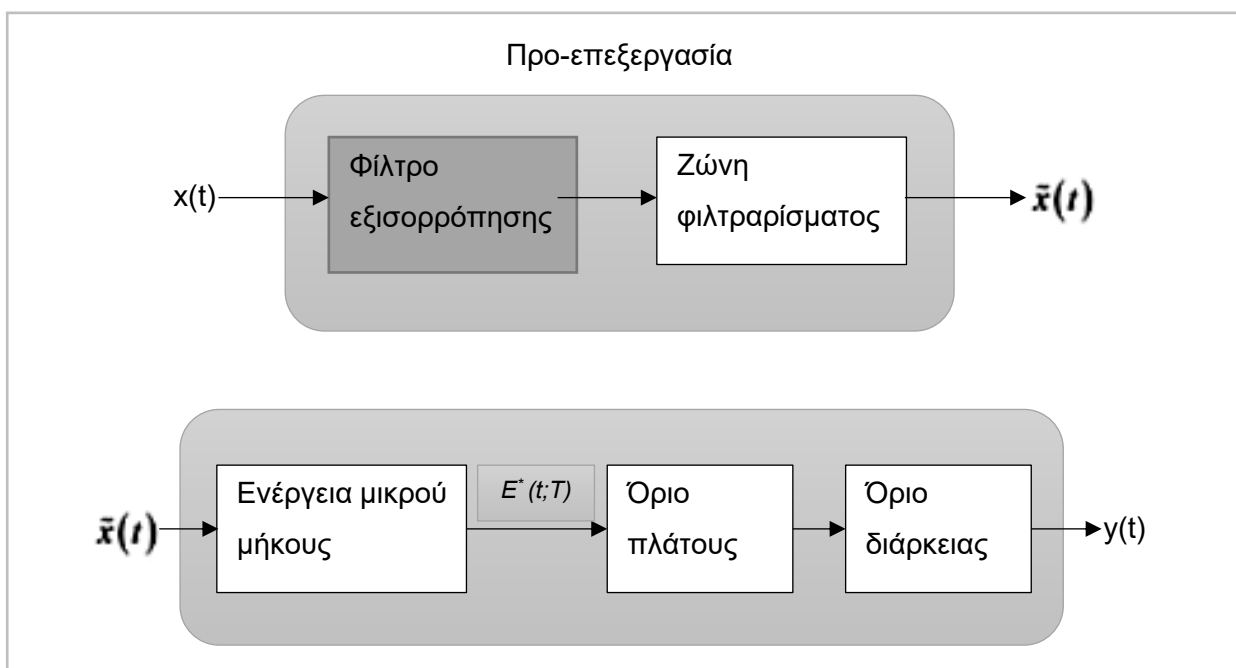 Προ-επεξεργασία
x(t)
Φίλτρο
εξισορρόπησης
Ζώνη
φιλτραρίσματος
x̃(t)
x̃(t)
Ενέργεια μικρού
μήκους
E* (t;T)
Όριο
πλάτους
Όριο
διάρκειας
y(t)